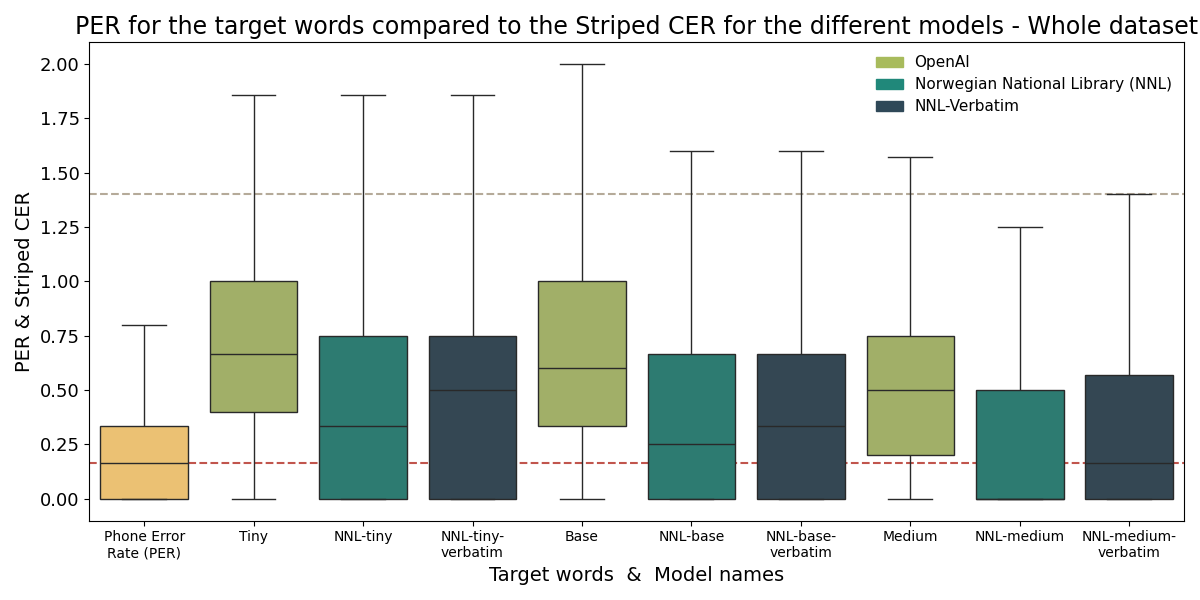 PER for the target words compared to the Striped CER for the different models - Whole dataset
OpenAI
Norwegian National Library (NNL)
NNL-Verbatim
PER & Striped CER
2.00
1.75
1.50
1.25
1.00
0.75
0.50
0.25
0.00
Phone Error
Rate (PER)
Tiny
NNL-tiny
NNL-tiny-
verbatim
Base
NNL-base
NNL-base-
verbatim
Medium
NNL-medium
NNL-medium-
verbatim
Target words & Model names